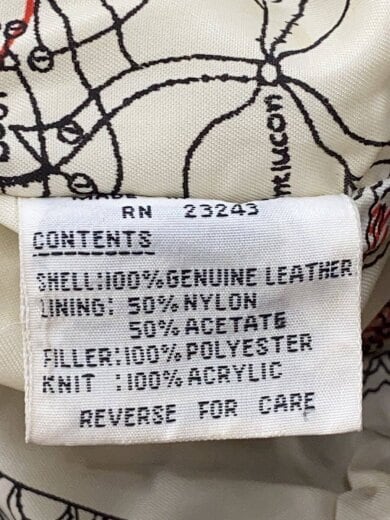 RN 23243
CONTENTS
SHELL:100%GENUINE LEATHER
LINING: 50%NYLON
50%ACETATE
FILLER:100%POLYESTER
KNIT :100%ACRYLIC
REVERSE FOR CARE